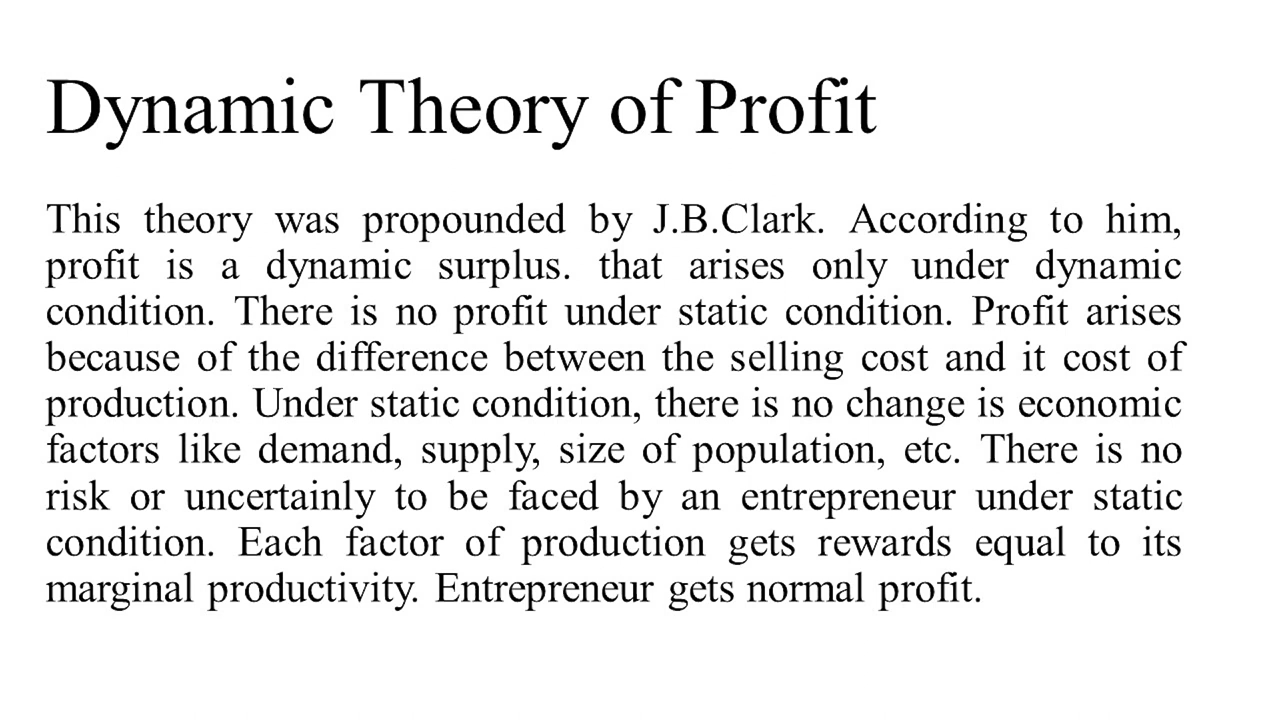 Dynamic Theory of Profit
This theory was propounded by J.B.Clark. According to him,
profit is a dynamic surplus. that arises only under dynamic
condition. There is no profit under static condition. Profit arises
because of the difference between the selling cost and it cost of
production. Under static condition, there is no change is economic
factors like demand, supply, size of population, etc. There is no
risk or uncertainly to be faced by an entrepreneur under static
condition. Each factor of production gets rewards equal to its
marginal productivity. Entrepreneur gets normal profit.